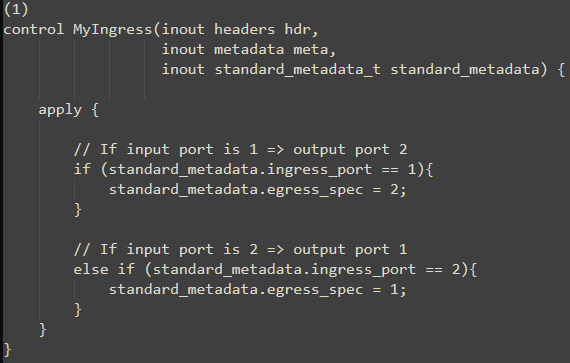 (1)
control MyIngress(inout headers hdr,
                  inout metadata meta,
                  inout standard_metadata_t standard_metadata) {

    apply {

        // If input port is 1 => output port 2
        if (standard_metadata.ingress_port == 1){
            standard_metadata.egress_spec = 2;
        }

        // If input port is 2 => output port 1
        else if (standard_metadata.ingress_port == 2){
            standard_metadata.egress_spec = 1;
        }
    }
}